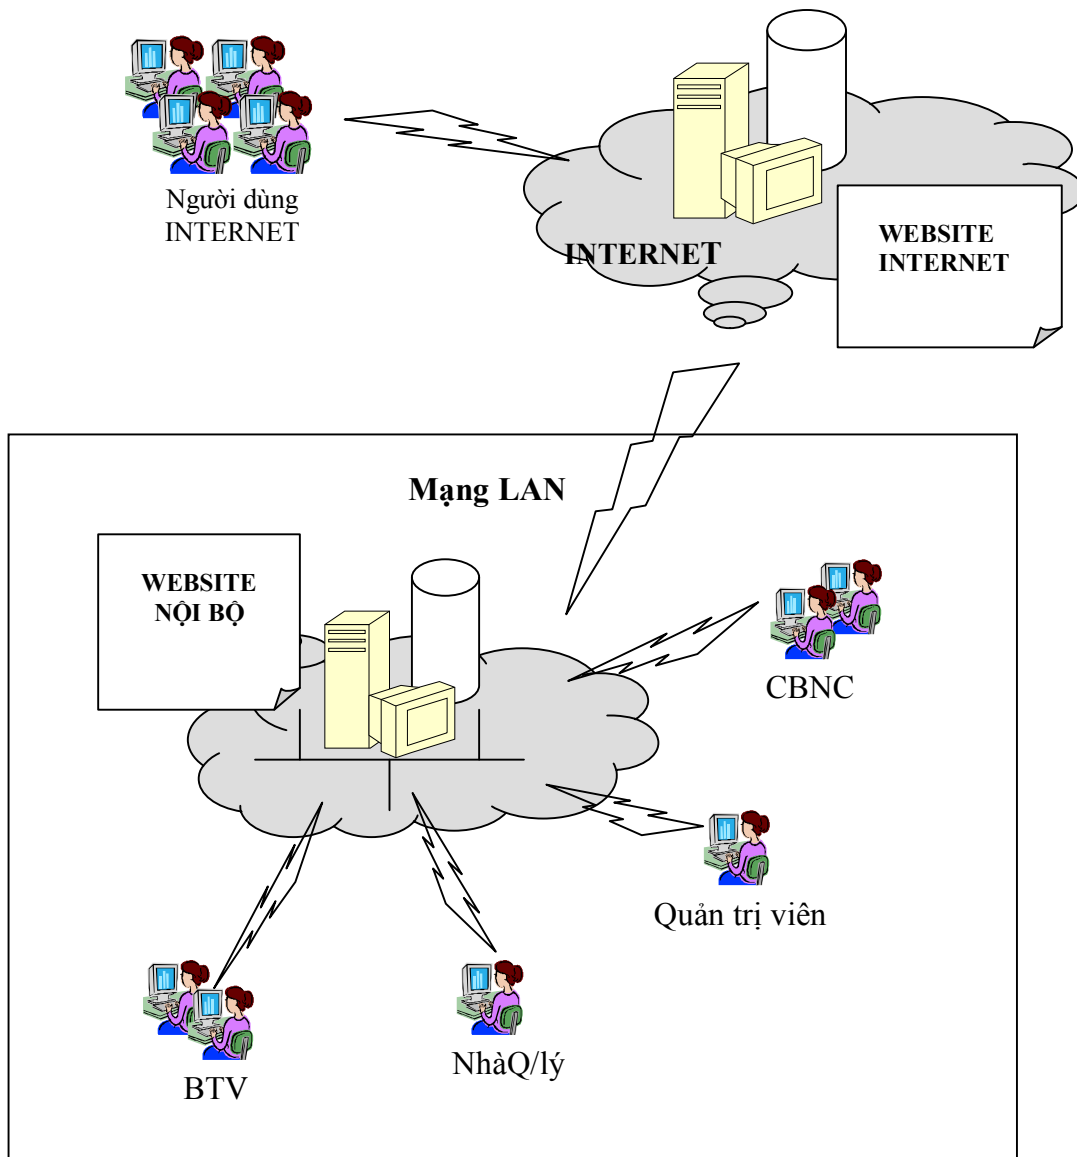 Người dùng
INTERNET
INTERNET
WEBSITE
INTERNET
Mạng LAN
WEBSITE
NỘI BỘ
CBNC
Quản trị viên
NhàQ/lý
BTV